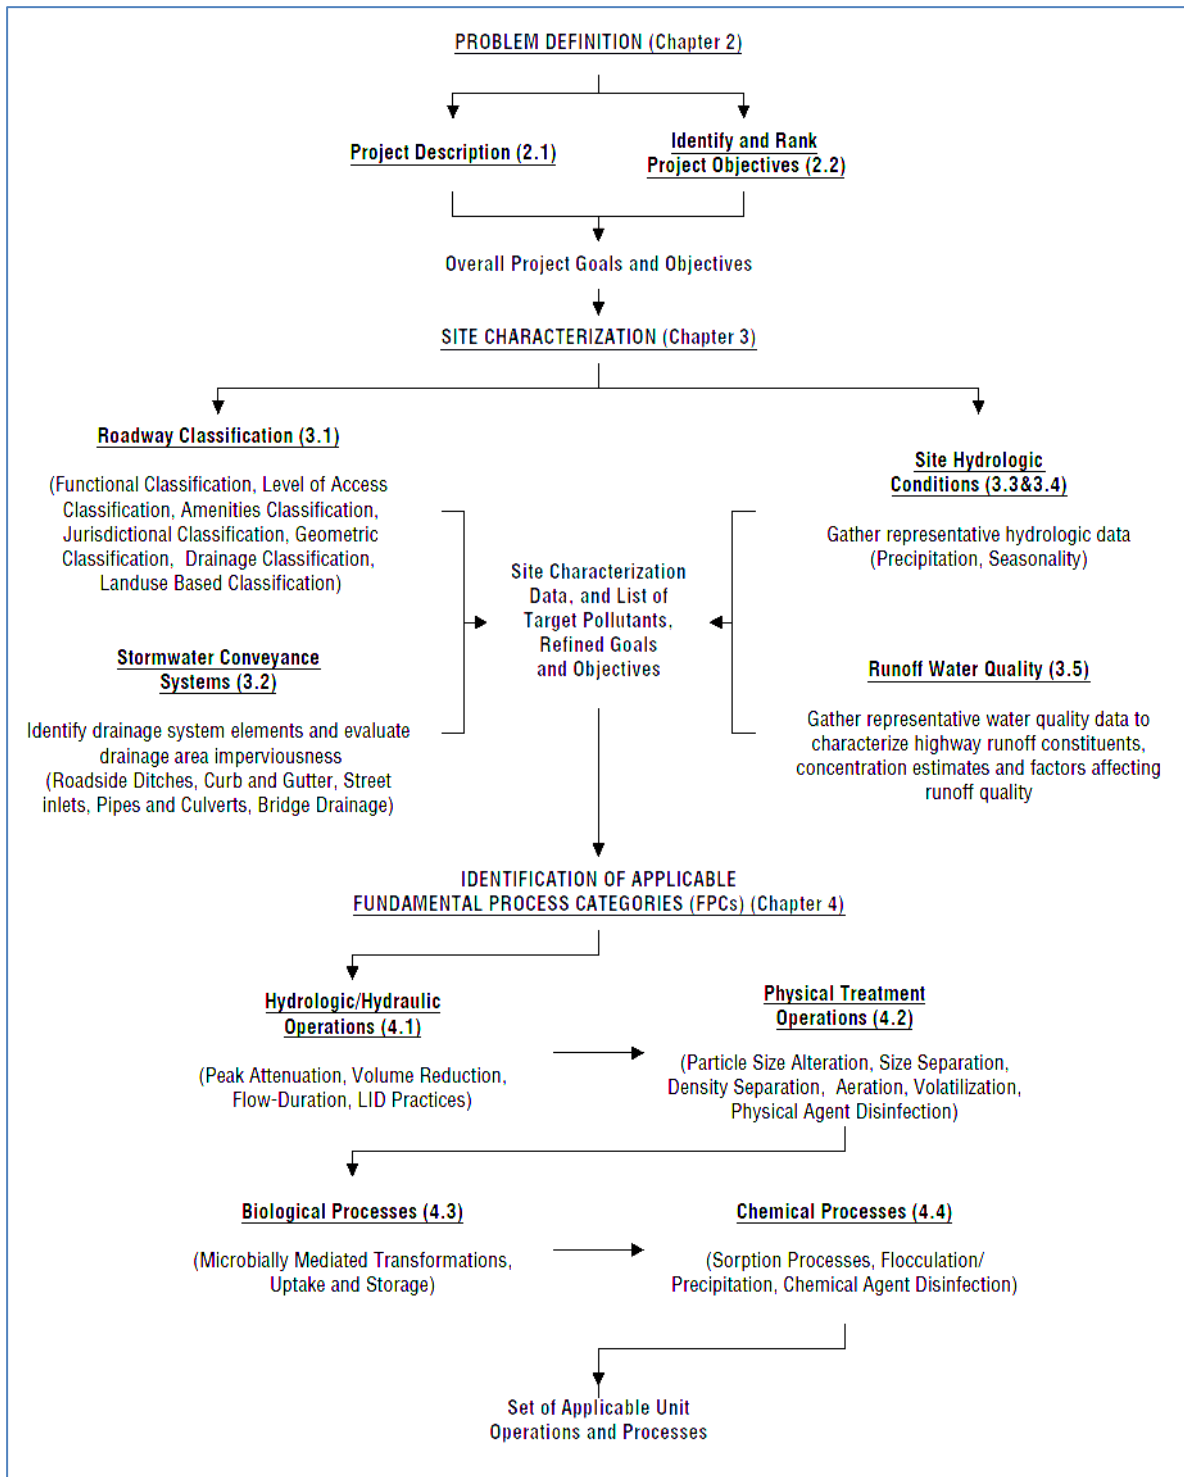 PROBLEM DEFINITION (Chapter 2)
Project Description (2.1)
Identify and Rank
Project Objectives (2.2)
Overall Project Goals and Objectives
SITE CHARACTERIZATION (Chapter 3)
Roadway Classification (3.1)
(Functional Classification, Level of Access
Classification, Amenities Classification,
Jurisdictional Classification, Geometric
Classification, Drainage Classification,
Landuse Based Classification)
Stormwater Conveyance
Systems (3.2)
Identify drainage system elements and evaluate
drainage area imperviousness
(Roadside Ditches, Curb and Gutter, Street
inlets, Pipes and Culverts, Bridge Drainage)
Site Characterization
Data, and List of
Target Pollutants,
Refined Goals
and Objectives
Site Hydrologic
Conditions (3.3&3.4)
Gather representative hydrologic data
(Precipitation, Seasonality)
Runoff Water Quality (3.5)
Gather representative water quality data to
characterize highway runoff constituents,
concentration estimates and factors affecting
runoff quality
IDENTIFICATION OF APPLICABLE
FUNDAMENTAL PROCESS CATEGORIES (FPCs) (Chapter 4)
Hydrologic/Hydraulic
Operations (4.1)
(Peak Attenuation, Volume Reduction,
Flow-Duration, LID Practices)
Physical Treatment
Operations (4.2)
(Particle Size Alteration, Size Separation,
Density Separation, Aeration, Volatilization,
Physical Agent Disinfection)
Biological Processes (4.3)
(Microbially Mediated Transformations,
Uptake and Storage)
Chemical Processes (4.4)
(Sorption Processes, Flocculation/
Precipitation, Chemical Agent Disinfection)
Set of Applicable Unit
Operations and Processes